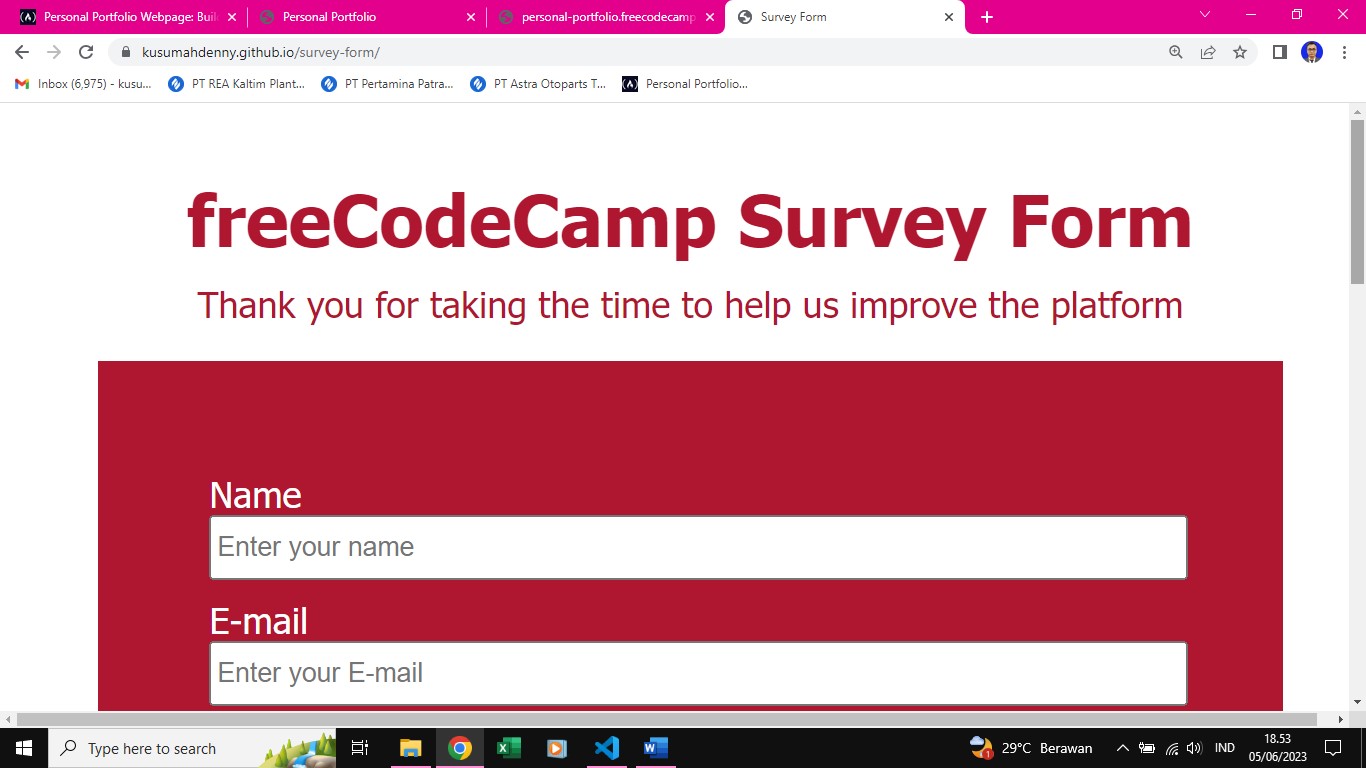 Personal Portfolio Webpage: Buil
Personal Portfolio
personal-portfolio.freecodecamp
Survey Form
kusumahdenny.github.io/survey-form/
Inbox (6,975) - kusu...
PT REA Kaltim Plant...
PT Pertamina Patra...
PT Astra Otoparts T...
Personal Portfolio...
freeCodeCamp Survey Form
Thank you for taking the time to help us improve the platform
Name
Enter your name
E-mail
Enter your E-mail
Type here to search
1
29°C Berawan
IND
18.53
05/06/2023